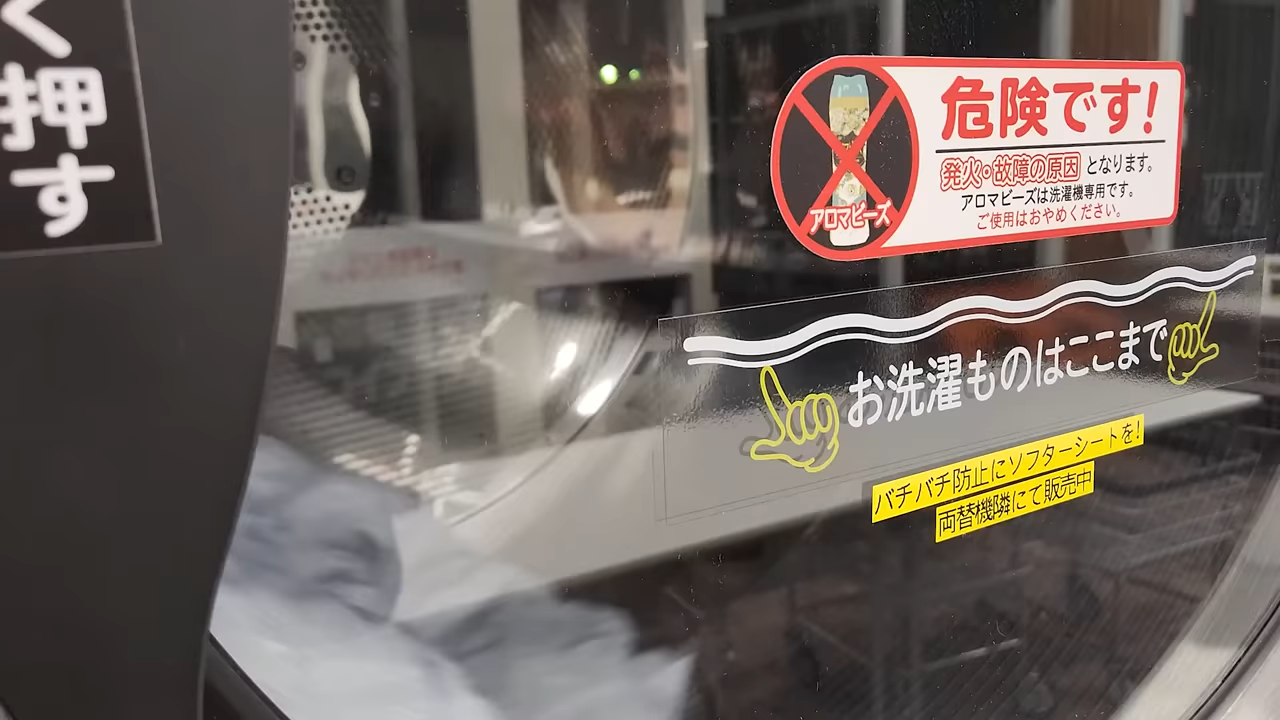 く
押
す
危険です!
発火・故障の原因 となります。
アロマビーズは洗濯機専用です。
ご使用はおやめください。
アロマビーズ
お洗濯ものはここまで
バチバチ防止にソフターシートを!
両替機隣にて販売中